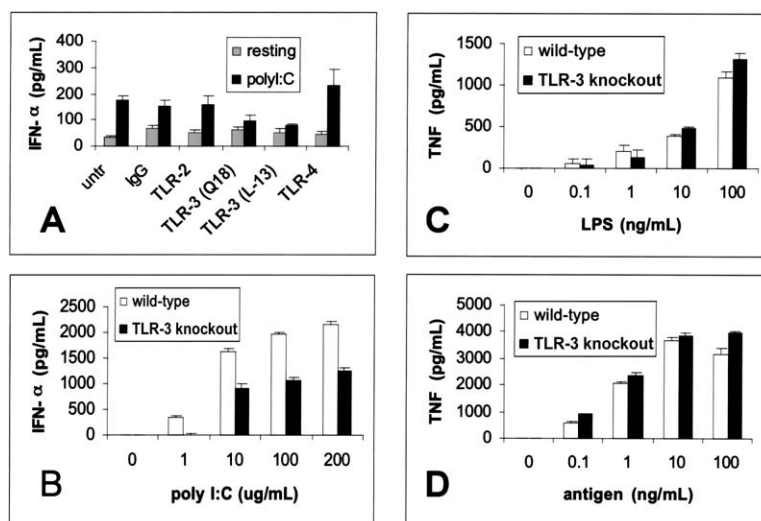 400
300
200
100
0
IFN- α (pg/mL)
resting
polyI:C
untr
IgG
TLR-2
TLR-3 (Q18)
TLR-3 (L-13)
TLR-4
A
2500
2000
1500
1000
500
0
IFN- α (pg/mL)
wild-type
TLR-3 knockout
0 1 10 100 200
poly I:C (ug/mL)
B
1500
1000
500
0
TNF (pg/mL)
wild-type
TLR-3 knockout
0 0.1 1 10 100
LPS (ng/mL)
C
5000
4000
3000
2000
1000
0
TNF (pg/mL)
wild-type
TLR-3 knockout
0 0.1 1 10 100
antigen (ng/mL)
D